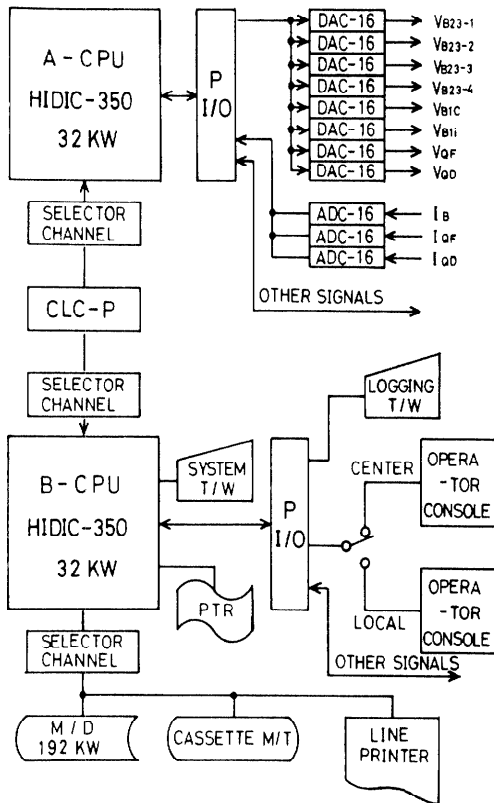 A-CPU
HIDIC-350
32 KW
P
I/O
DAC-16
DAC-16
DAC-16
DAC-16
DAC-16
DAC-16
DAC-16
DAC-16
VB23-1
VB23-2
VB23-3
VB23-4
VB1C
VB1i
VQF
VQD
ADC-16
ADC-16
ADC-16
IB
IQF
IQD
OTHER SIGNALS
SELECTOR
CHANNEL
CLC-P
SELECTOR
CHANNEL
B-CPU
HIDIC-350
32 KW
SYSTEM
T/W
PTR
P
I/O
LOGGING
T/W
CENTER
OPERA
-TOR
CONSOLE
LOCAL
OPERA
-TOR
CONSOLE
OTHER SIGNALS
SELECTOR
CHANNEL
M/D
192 KW
CASSETTE M/T
LINE
PRINTER